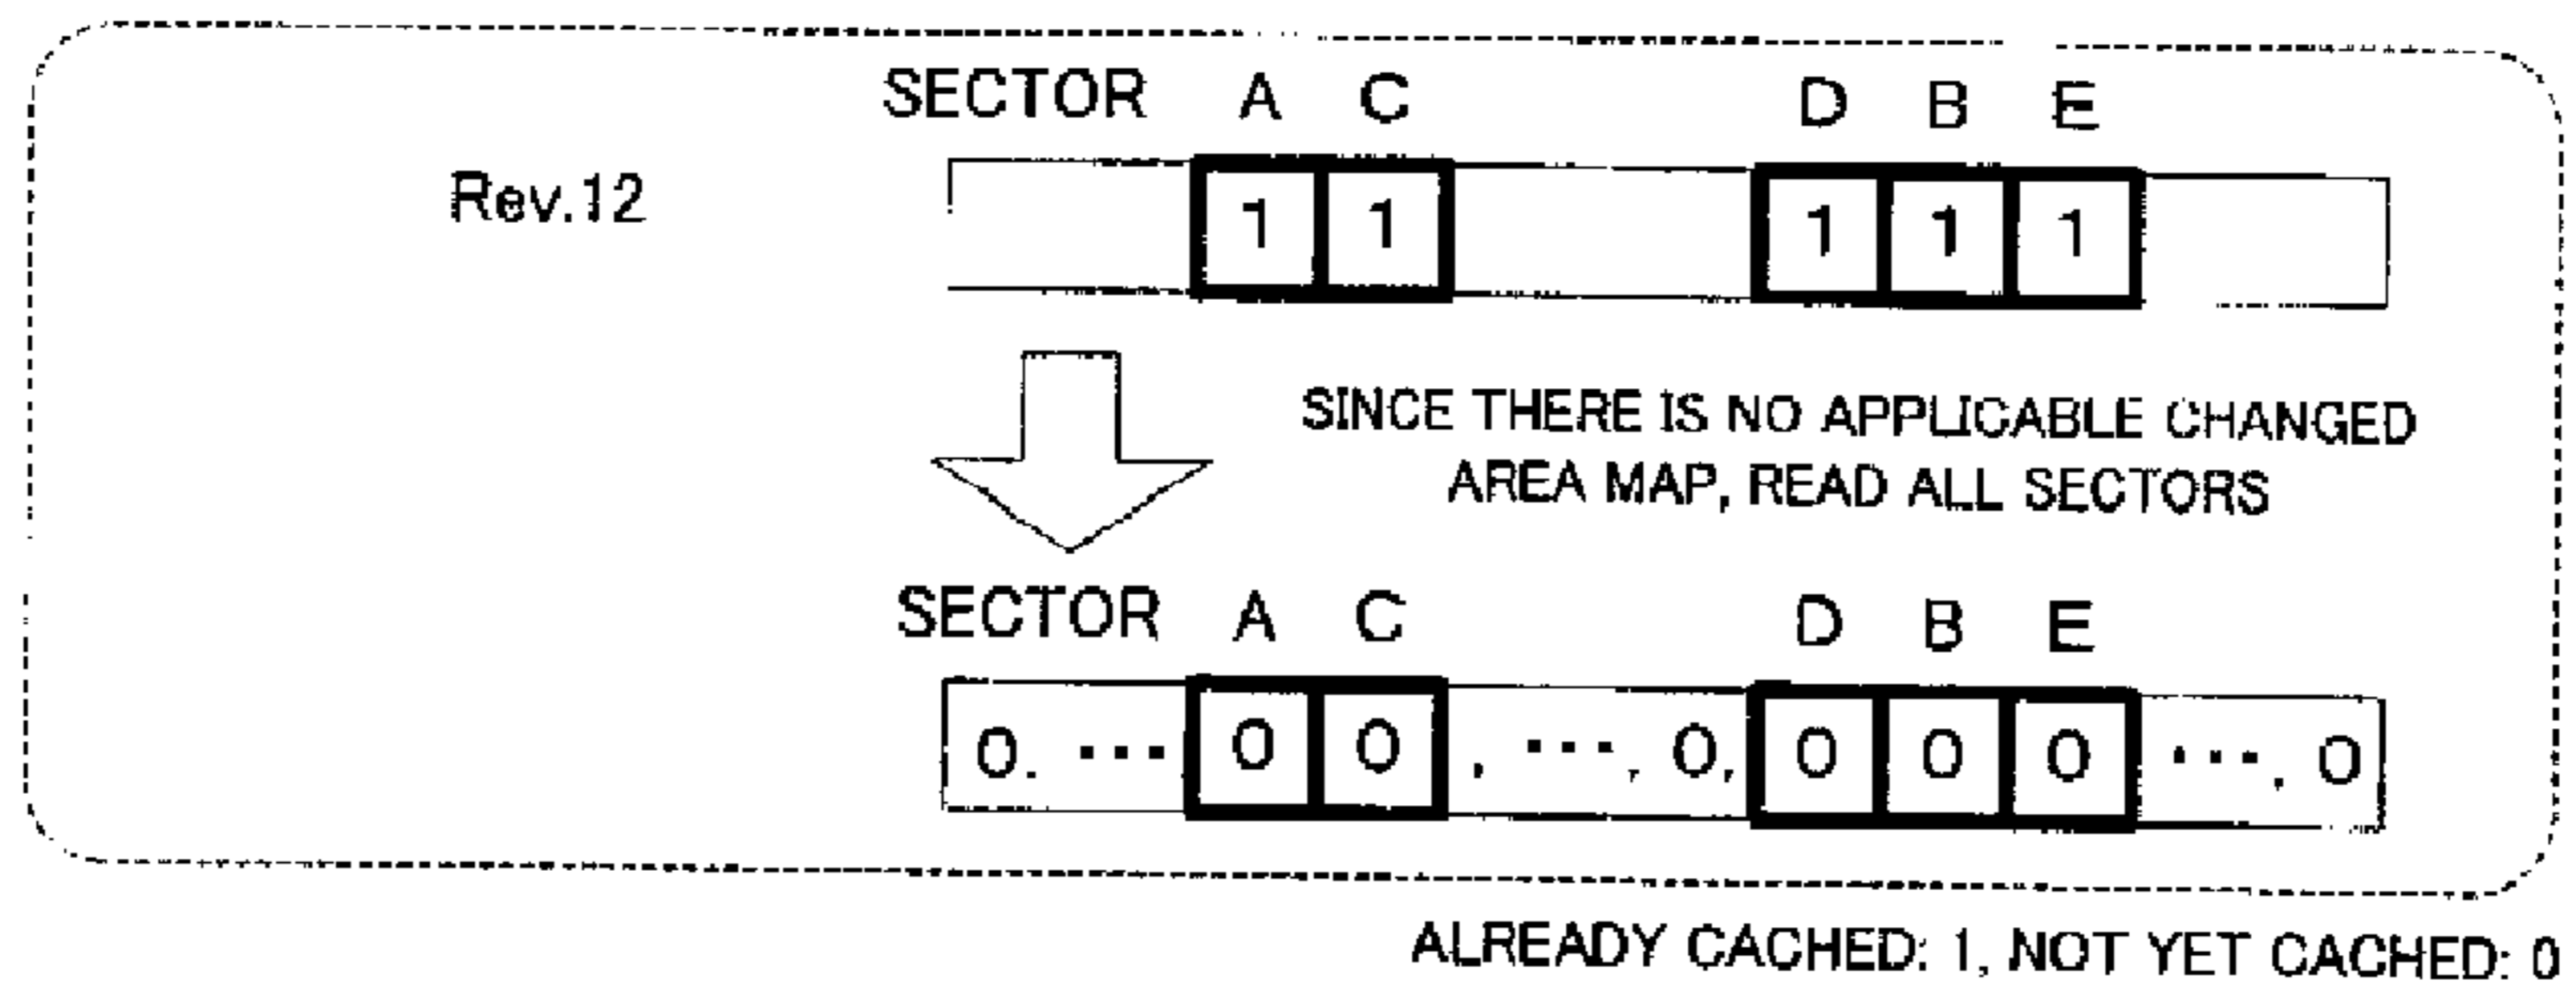 SECTOR A C D B E
Rev.12
1 1 1 1 1
SINCE THERE IS NO APPLICABLE CHANGED
AREA MAP, READ ALL SECTORS
SECTOR A C D B E
0. ··· 0 0 , ···, 0, 0 0 0 ···, 0
ALREADY CACHED: 1, NOT YET CACHED: 0